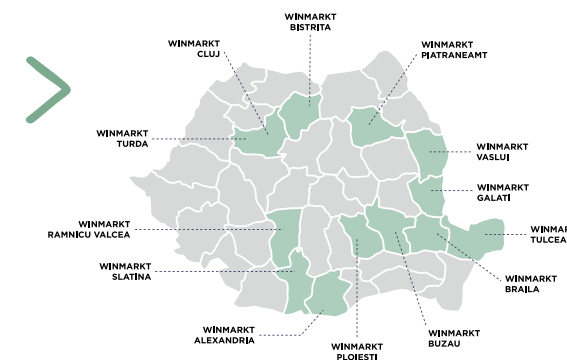 WINMARKT
BISTRITA
WINMARKT
CLUJ
WINMARKT
PIATRANEAMT
WINMARKT
TURDA
WINMARKT
VASLUI
WINMARKT
GALATI
WINMARKT
RAMNICU VALCEA
TULCEA
WINMARKT
SLATINA
WINMARKT
BRAILA
WINMARKT
ALEXANDRIA
WINMARKT
BUZAU
WINMARKT
PLOIESTI